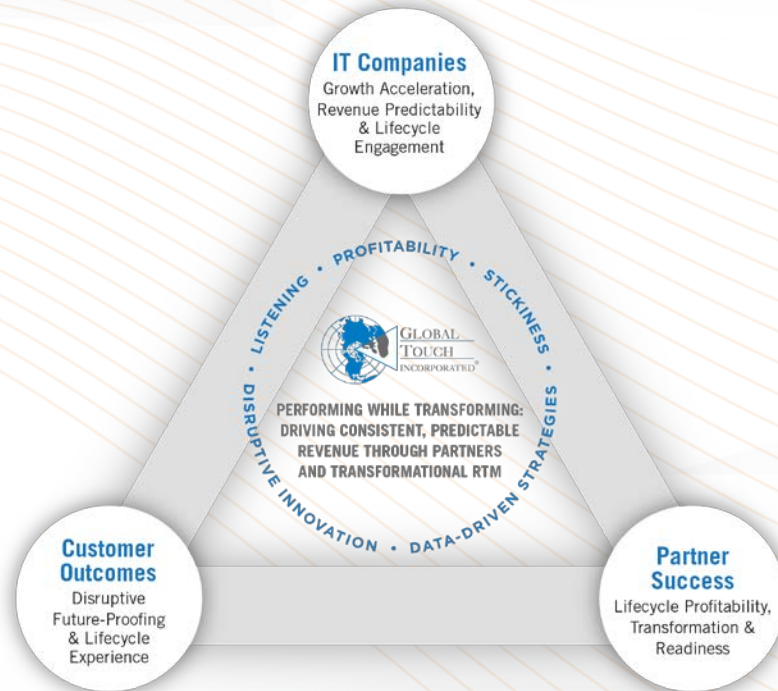 IT Companies
Growth Acceleration,
Revenue Predictability
& Lifecycle
Engagement
LISTENING • PROFITABILITY • STICKINESS • DATA-DRIVEN STRATEGIES • DISRUPTIVE INNOVATION •
GLOBAL
TOUCH
INCORPORATED®
PERFORMING WHILE TRANSFORMING:
DRIVING CONSISTENT, PREDICTABLE
REVENUE THROUGH PARTNERS
AND TRANSFORMATIONAL RTM
Customer
Outcomes
Disruptive
Future-Proofing
& Lifecycle
Experience
Partner
Success
Lifecycle Profitability,
Transformation &
Readiness